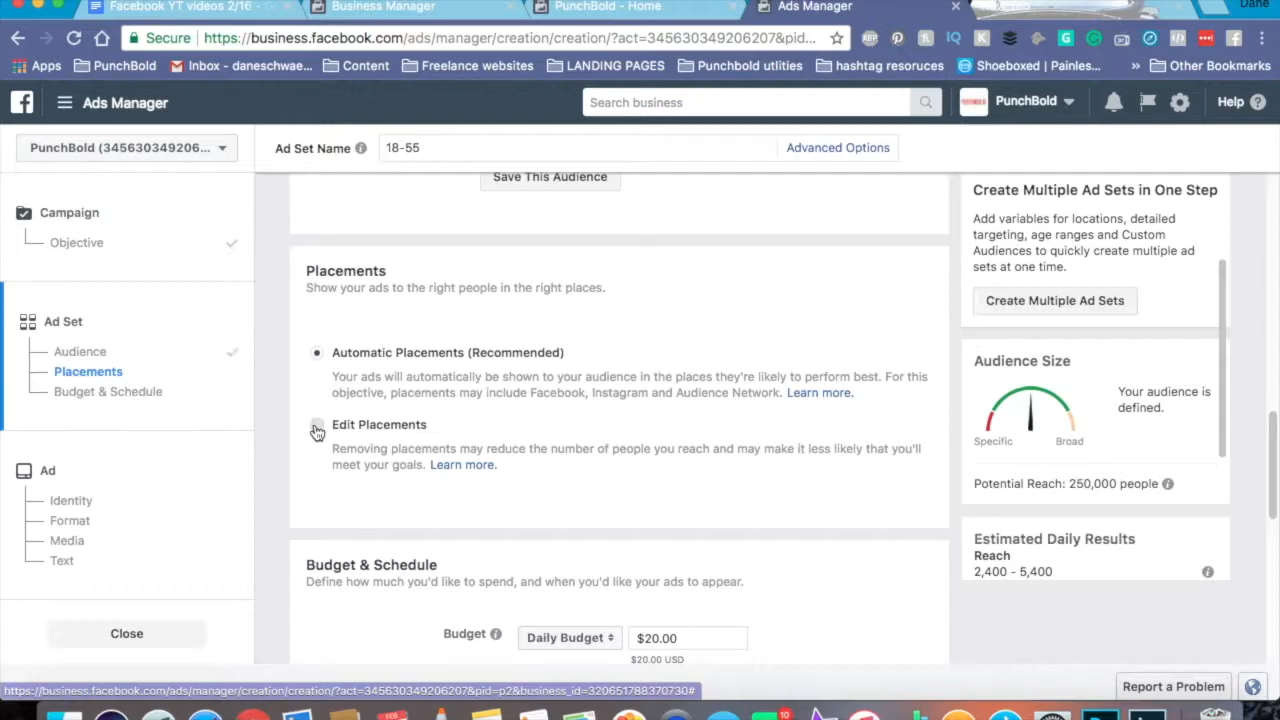 Facebook YT videos 2/16 -
Business Manager
PunchBold - Home
Ads Manager
Dane
Secure
https://business.facebook.com/ads/manager/creation/creation/?act=345630349206207&pid...
Apps
PunchBold
Inbox - daneschwae...
Content
Freelance websites
LANDING PAGES
Punchbold utlities
hashtag resoruces
Shoeboxed | Painles...
»
Other Bookmarks
Ads Manager
Search business
PunchBold
Help
PunchBold (345630349206...
Ad Set Name
18-55
Advanced Options
Campaign
Objective
Ad Set
Audience
Placements
Budget & Schedule
Ad
Identity
Format
Media
Text
Close
Save This Audience
Placements
Show your ads to the right people in the right places.
Automatic Placements (Recommended)
Your ads will automatically be shown to your audience in the places they're likely to perform best. For this
objective, placements may include Facebook, Instagram and Audience Network. Learn more.
Edit Placements
Removing placements may reduce the number of people you reach and may make it less likely that you'll
meet your goals. Learn more.
Budget & Schedule
Define how much you'd like to spend, and when you'd like your ads to appear.
Budget
Daily Budget
$20.00
$20.00 USD
Create Multiple Ad Sets in One Step
Add variables for locations, detailed
targeting, age ranges and Custom
Audiences to quickly create multiple ad
sets at one time.
Create Multiple Ad Sets
Audience Size
Your audience is
defined.
Specific
Broad
Potential Reach: 250,000 people
Estimated Daily Results
Reach
2,400 - 5,400
Report a Problem
https://business.facebook.com/ads/manager/creation/creation/?act=345630349206207&pid=p2&business_id=320651788370730#
10